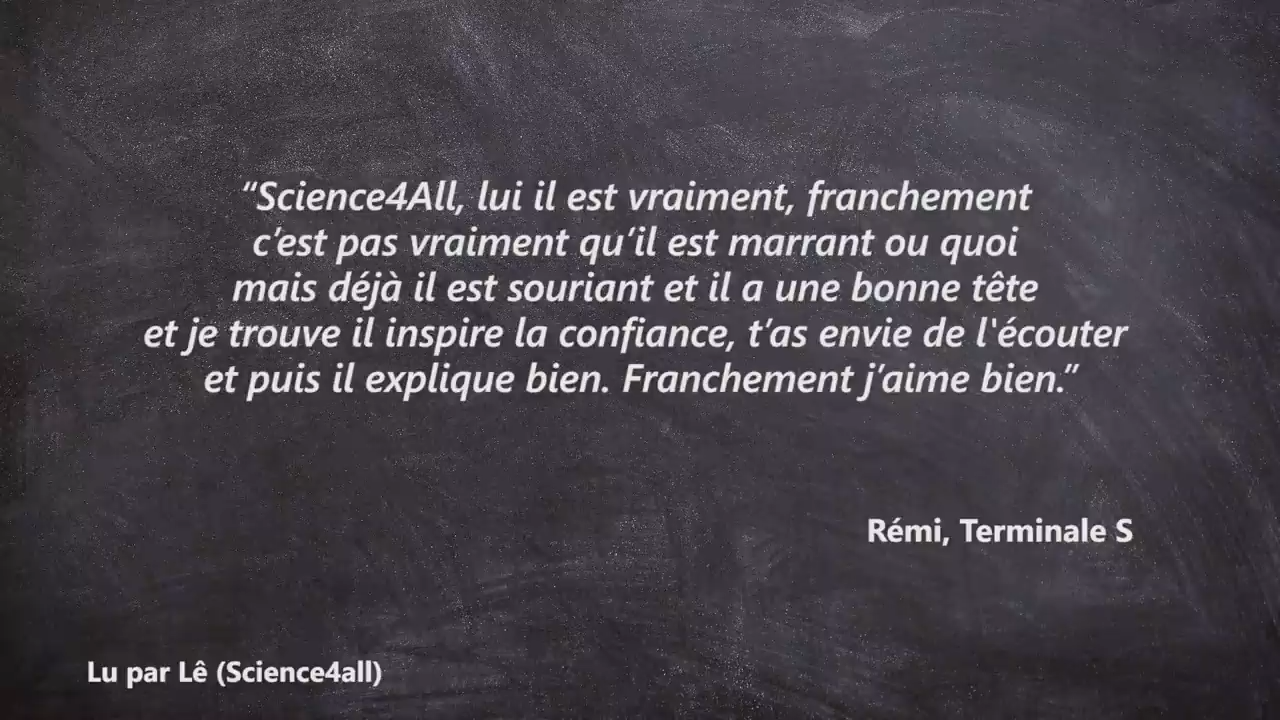 “Science4All, lui il est vraiment, franchement
c’est pas vraiment qu’il est marrant ou quoi
mais déjà il est souriant et il a une bonne tête
et je trouve il inspire la confiance, t’as envie de l'écouter
et puis il explique bien. Franchement j’aime bien.”
Rémi, Terminale S
Lu par Lê (Science4all)